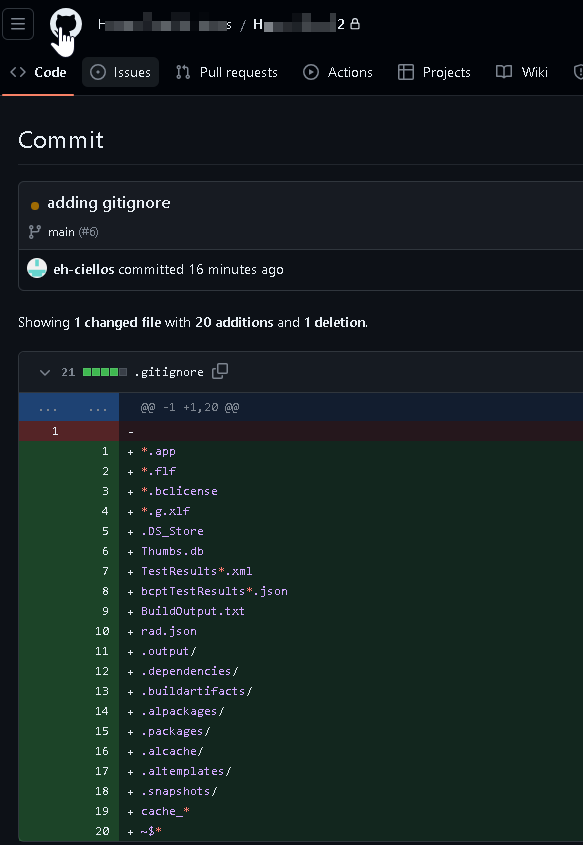 s / H 2
Code Issues Pull requests Actions Projects Wiki
Commit
adding gitignore
main (#6)
eh-ciellos committed 16 minutes ago
Showing 1 changed file with 20 additions and 1 deletion.
21 .gitignore
... ... @@ -1 +1,20 @@
1 -
1 + *.app
2 + *.flf
3 + *.bclicense
4 + *.g.xlf
5 + .DS_Store
6 + Thumbs.db
7 + TestResults*.xml
8 + bcptTestResults*.json
9 + BuildOutput.txt
10 + rad.json
11 + .output/
12 + .dependencies/
13 + .buildartifacts/
14 + .alpackages/
15 + .packages/
16 + .alcache/
17 + .altemplates/
18 + .snapshots/
19 + cache_*
20 + ~$*